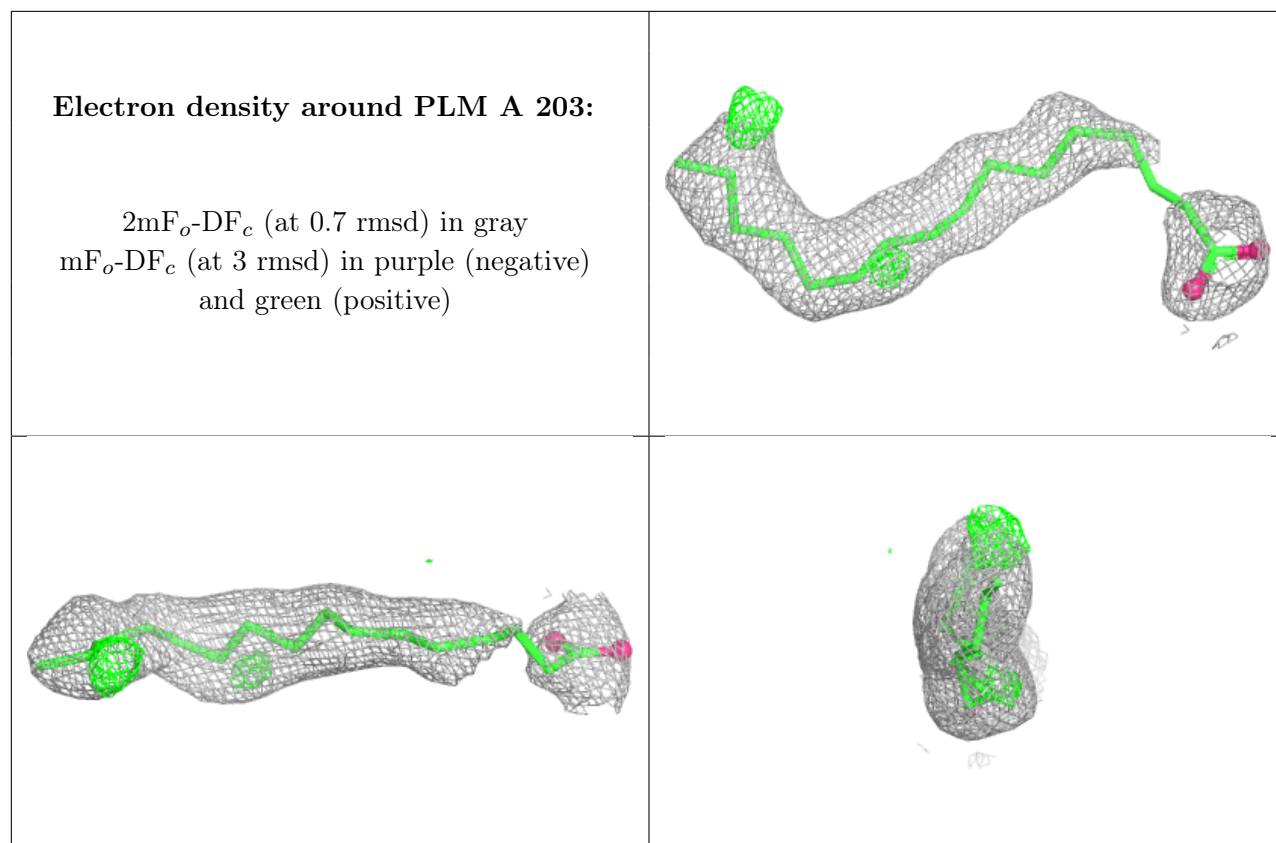 Electron density around PLM A 203:
2mFo-DFc (at 0.7 rmsd) in gray
mFo-DFc (at 3 rmsd) in purple (negative)
and green (positive)